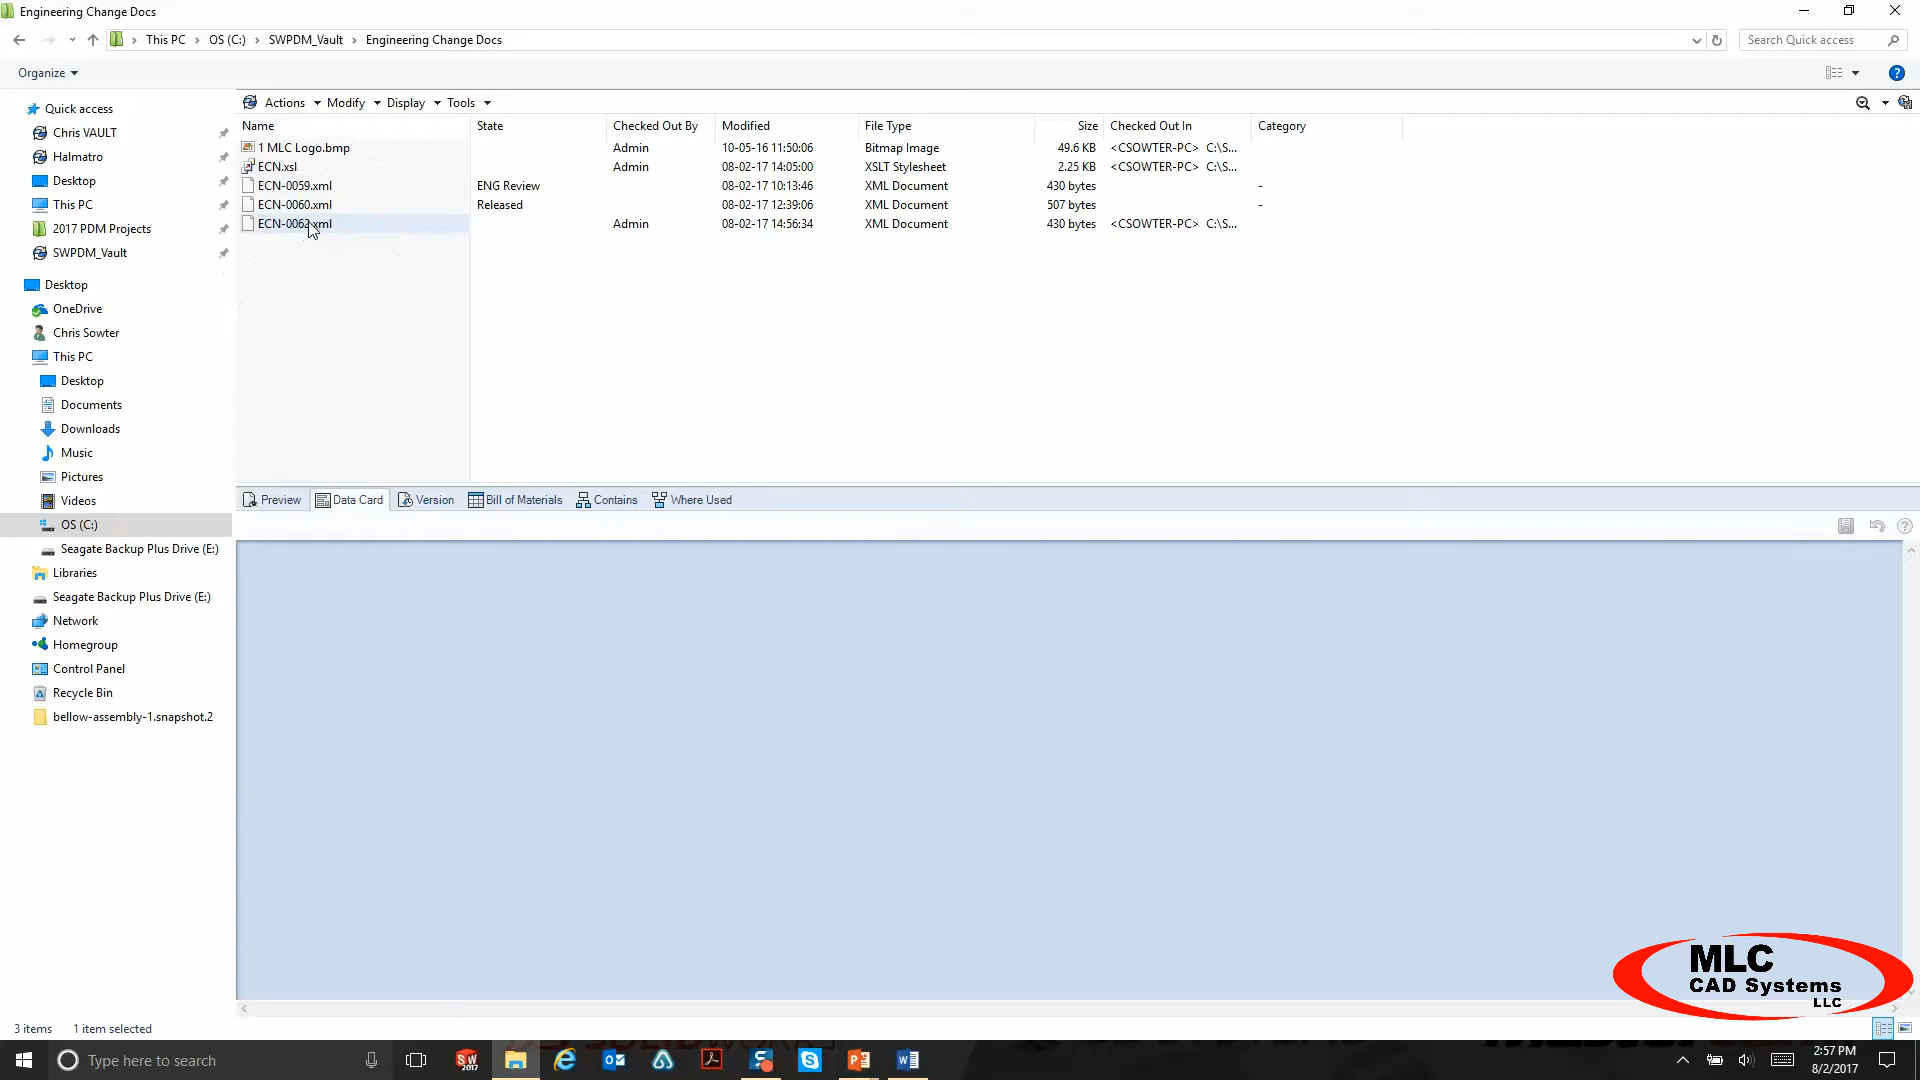 Engineering Change Docs
This PC > OS (C:) > SWPDM_Vault > Engineering Change Docs
Search Quick access
Organize
Actions Modify Display Tools
Name State Checked Out By Modified File Type Size Checked Out In Category
1 MLC Logo.bmp Admin 10-05-16 11:50:06 Bitmap Image 49.6 KB <CSOWTER-PC> C:\S...
ECN.xsl Admin 08-02-17 14:05:00 XSLT Stylesheet 2.25 KB <CSOWTER-PC> C:\S...
ECN-0059.xml ENG Review 08-02-17 10:13:46 XML Document 430 bytes -
ECN-0060.xml Released 08-02-17 12:39:06 XML Document 507 bytes -
ECN-0062.xml Admin 08-02-17 14:56:34 XML Document 430 bytes <CSOWTER-PC> C:\S...
Quick access
Chris VAULT
Halmatro
Desktop
This PC
2017 PDM Projects
SWPDM_Vault
Desktop
OneDrive
Chris Sowter
This PC
Desktop
Documents
Downloads
Music
Pictures
Videos
OS (C:)
Seagate Backup Plus Drive (E:)
Libraries
Seagate Backup Plus Drive (E:)
Network
Homegroup
Control Panel
Recycle Bin
bellow-assembly-1.snapshot.2
Preview Data Card Version Bill of Materials Contains Where Used
MLC
CAD Systems
LLC
3 items 1 item selected
Type here to search
SW
2017
2:57 PM
8/2/2017